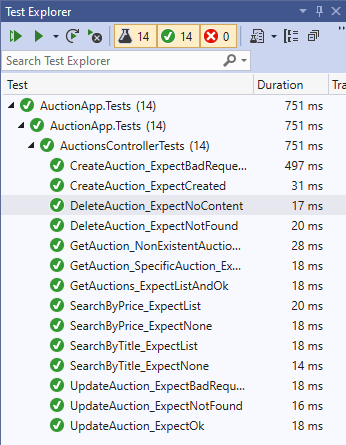 Test Explorer
14 14 0
Search Test Explorer
Test Duration Tra
AuctionApp.Tests (14) 751 ms
AuctionApp.Tests (14) 751 ms
AuctionsControllerTests (14) 751 ms
CreateAuction_ExpectBadReque... 497 ms
CreateAuction_ExpectCreated 31 ms
DeleteAuction_ExpectNoContent 17 ms
DeleteAuction_ExpectNotFound 20 ms
GetAuction_NonExistentAuctio... 28 ms
GetAuction_SpecificAuction_Ex... 18 ms
GetAuctions_ExpectListAndOk 18 ms
SearchByPrice_ExpectList 20 ms
SearchByPrice_ExpectNone 18 ms
SearchByTitle_ExpectList 18 ms
SearchByTitle_ExpectNone 14 ms
UpdateAuction_ExpectBadRequ... 18 ms
UpdateAuction_ExpectNotFound 16 ms
UpdateAuction_ExpectOk 18 ms